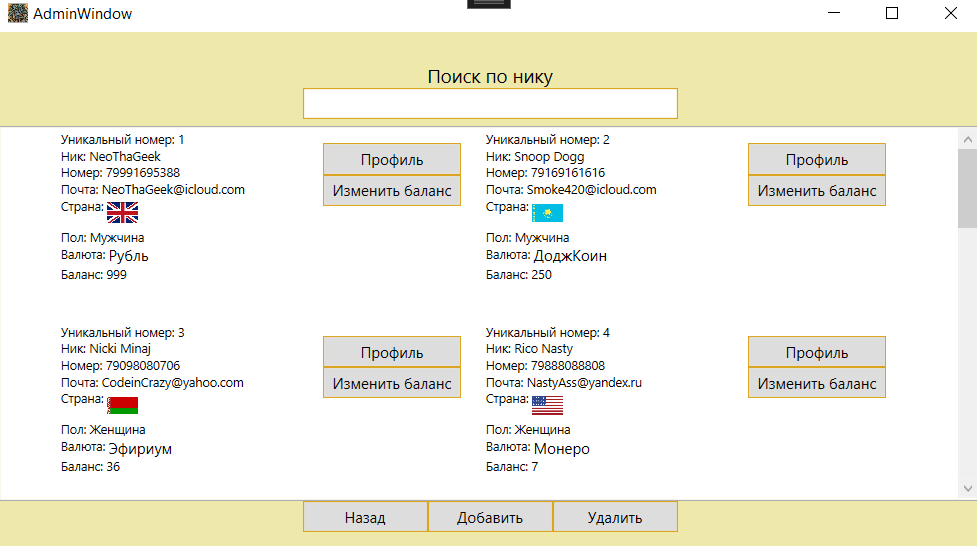 AdminWindow
Поиск по нику
Уникальный номер: 1
Ник: NeoThaGeek
Номер: 79991695388
Почта: NeoThaGeek@icloud.com
Страна:
Пол: Мужчина
Валюта: Рубль
Баланс: 999
Профиль
Изменить баланс
Уникальный номер: 2
Ник: Snoop Dogg
Номер: 79169161616
Почта: Smoke420@icloud.com
Страна:
Пол: Мужчина
Валюта: ДоджКоин
Баланс: 250
Профиль
Изменить баланс
Уникальный номер: 3
Ник: Nicki Minaj
Номер: 79098080706
Почта: CodeinCrazy@yahoo.com
Страна:
Пол: Женщина
Валюта: Эфириум
Баланс: 36
Профиль
Изменить баланс
Уникальный номер: 4
Ник: Rico Nasty
Номер: 79888088808
Почта: NastyAss@yandex.ru
Страна:
Пол: Женщина
Валюта: Монеро
Баланс: 7
Профиль
Изменить баланс
Назад
Добавить
Удалить